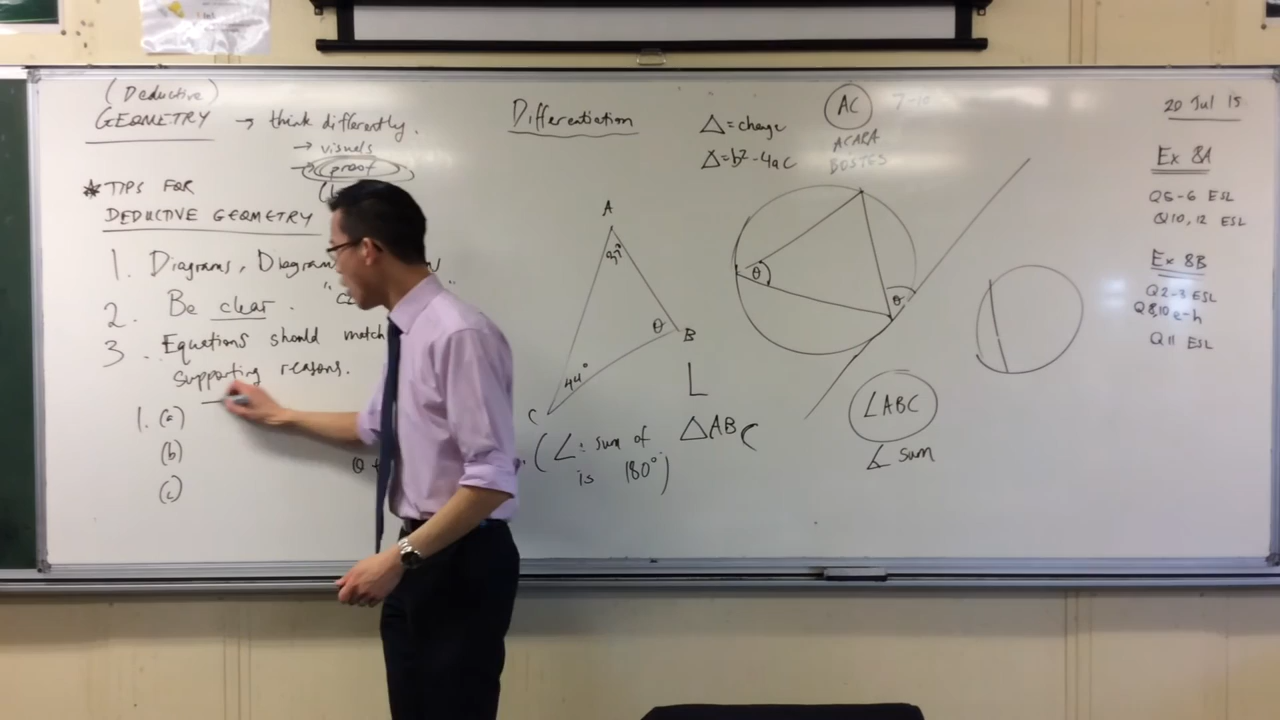 (Deductive)
GEOMETRY → think differently.
→ visuals
→ proof
* TIPS FOR
DEDUCTIVE GEOMETRY
1. Diagrams, Diagram
2. Be clear.
3. Equations should match
supporting reasons.
1. (a)
(b)
(c)
θ +
Differentiation
△ = change
△ = b² - 4ac
AC 7-10
ACARA
BOSTES
A
θ
B
44°
C
(∠: sum of △ABC
is 180°)
θ
θ
∠ABC
∡ sum
20 Jul 15
Ex 8A
Q5-6 ESL
Q10, 12 ESL
Ex 8B
Q2-3 ESL
Q8,10 e-h
Q11 ESL